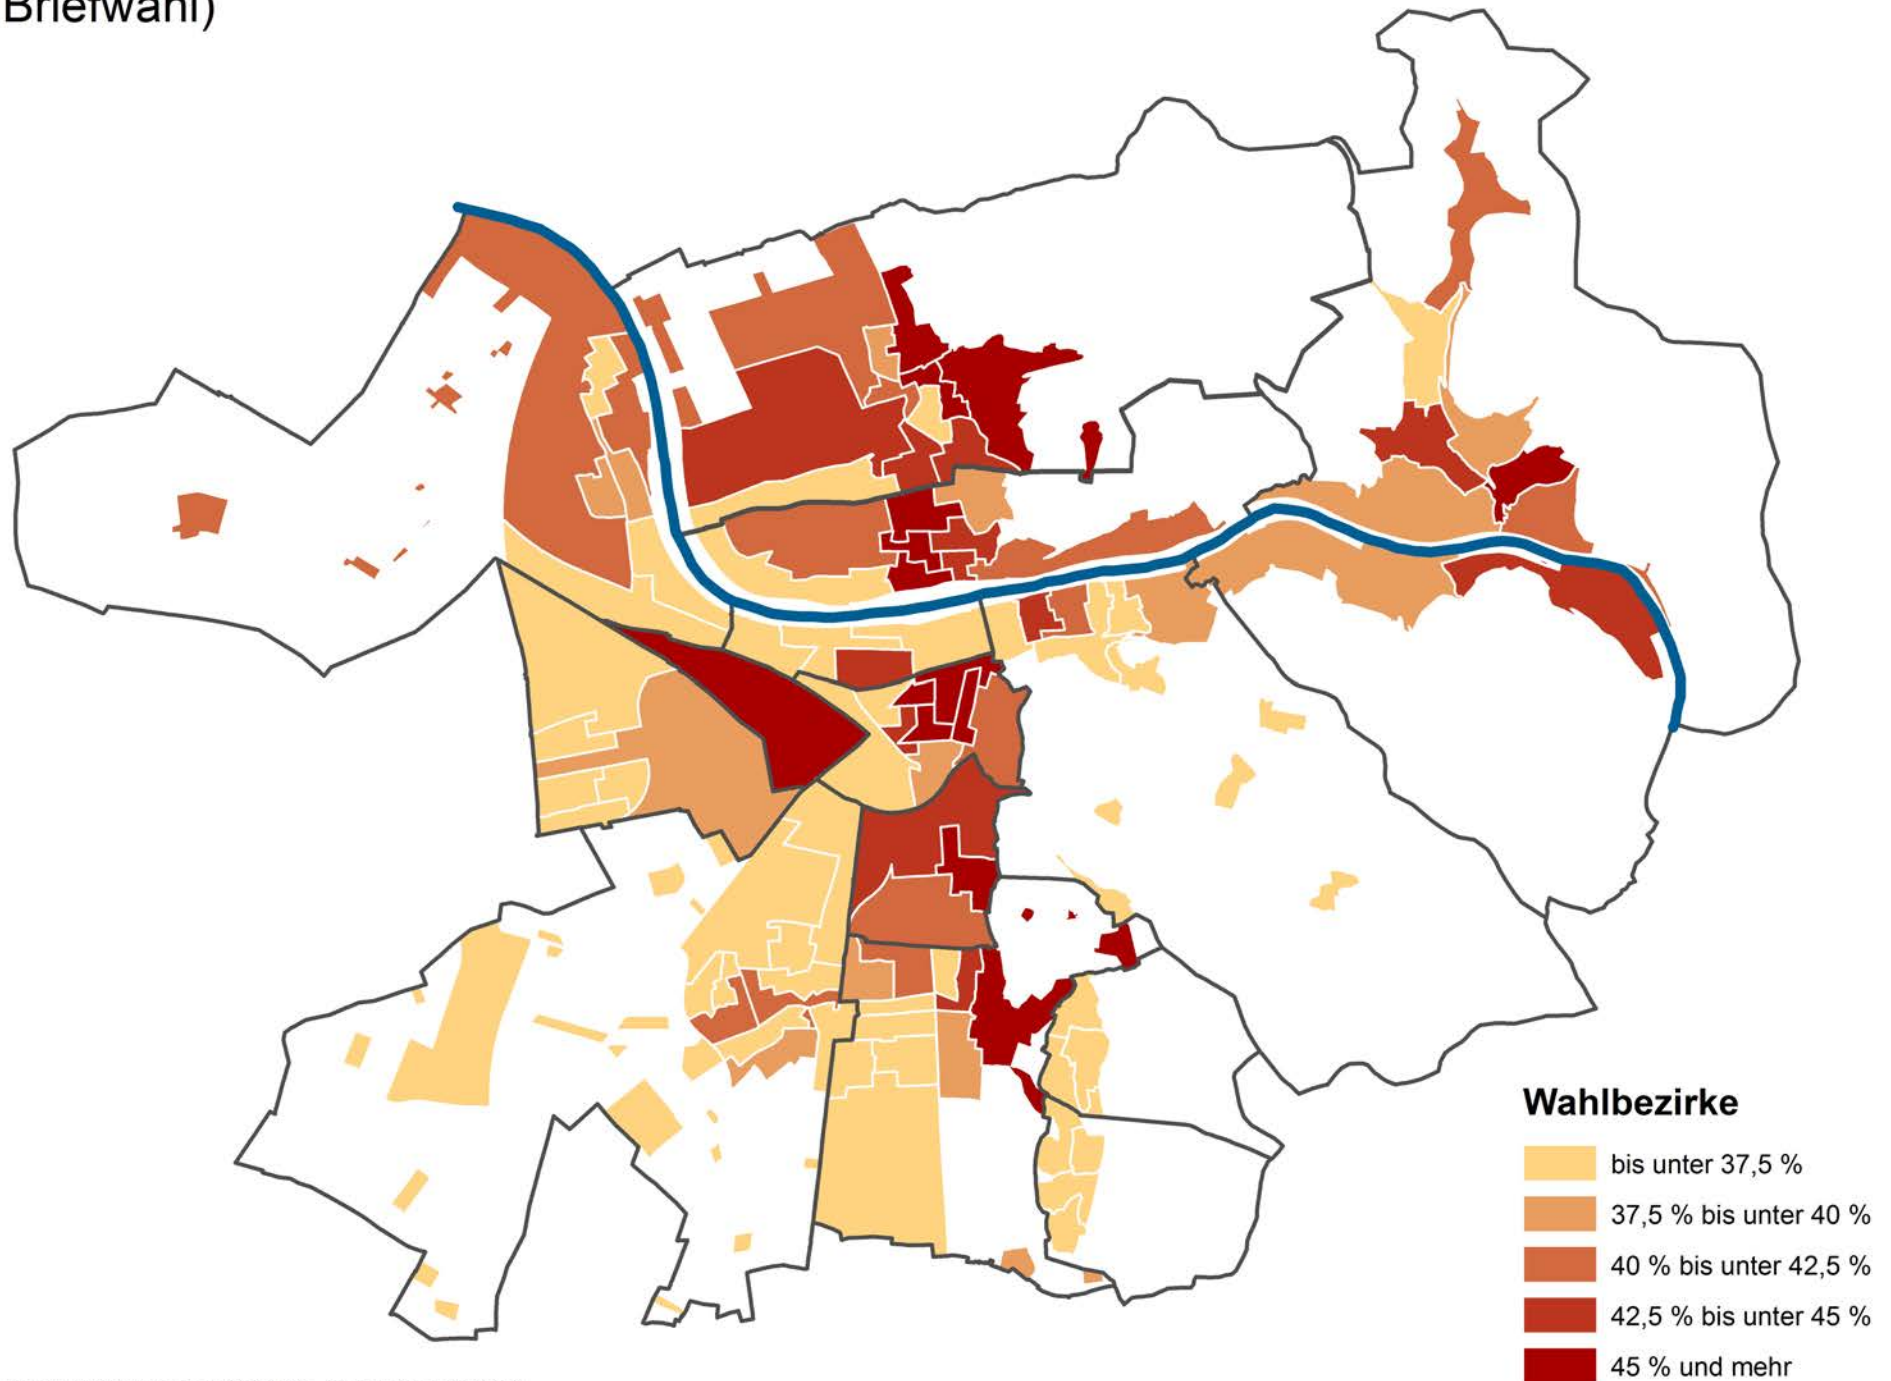 Briefwahl)
Wahlbezirke
bis unter 37,5 %
37,5 % bis unter 40 %
40 % bis unter 42,5 %
42,5 % bis unter 45 %
45 % und mehr